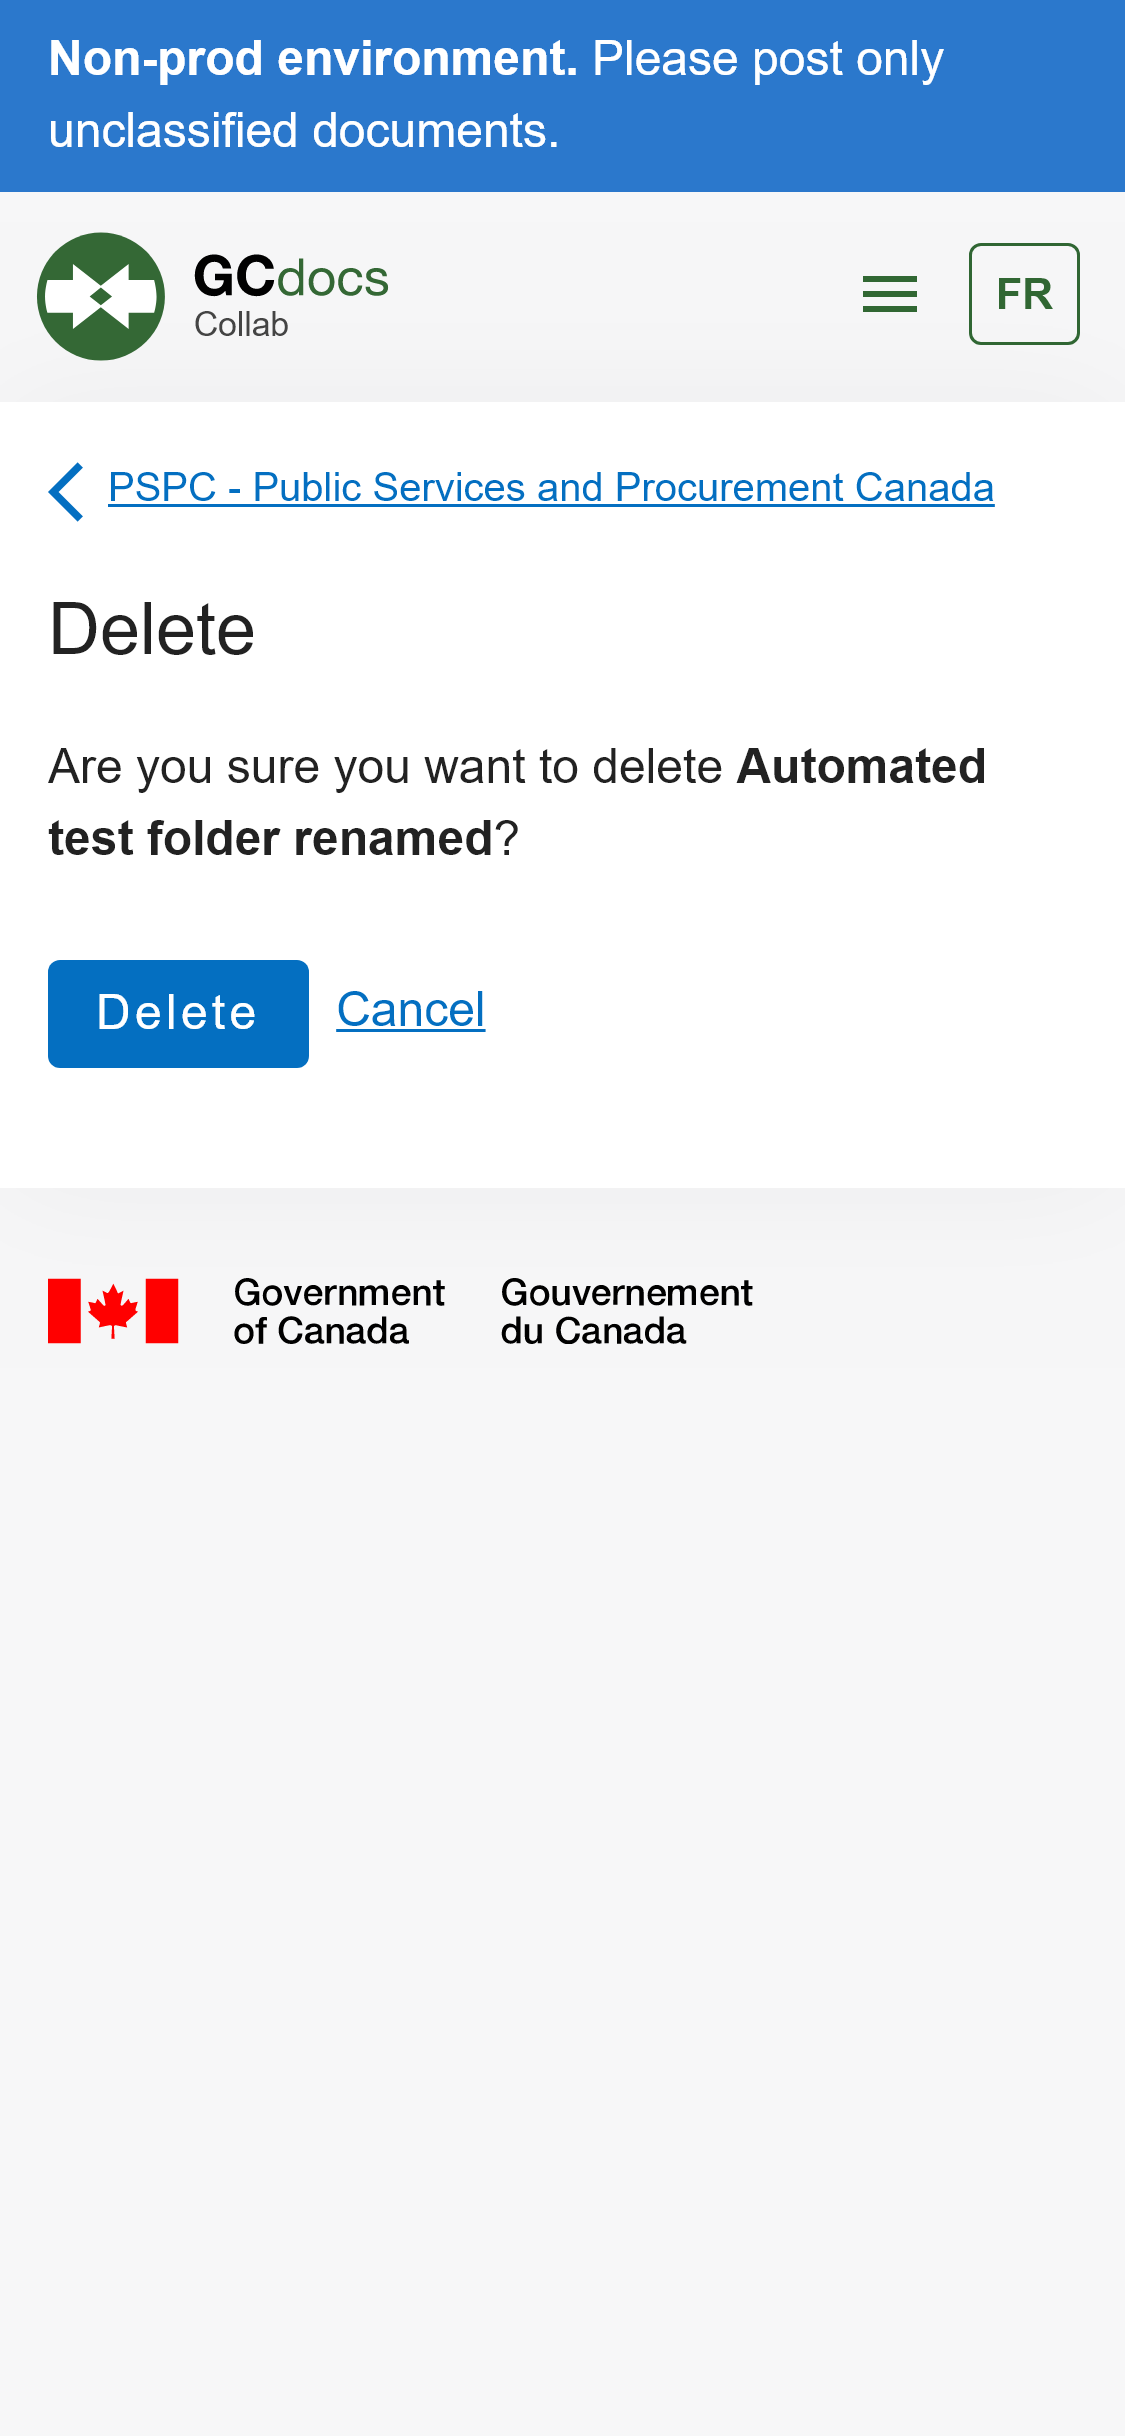 Non-prod environment. Please post only
unclassified documents.
GCdocs
Collab
FR
PSPC - Public Services and Procurement Canada
Delete
Are you sure you want to delete Automated
test folder renamed?
Delete Cancel
Government Gouvernement
of Canada du Canada